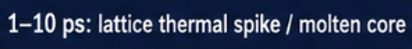 1–10 ps: lattice thermal spike / molten core